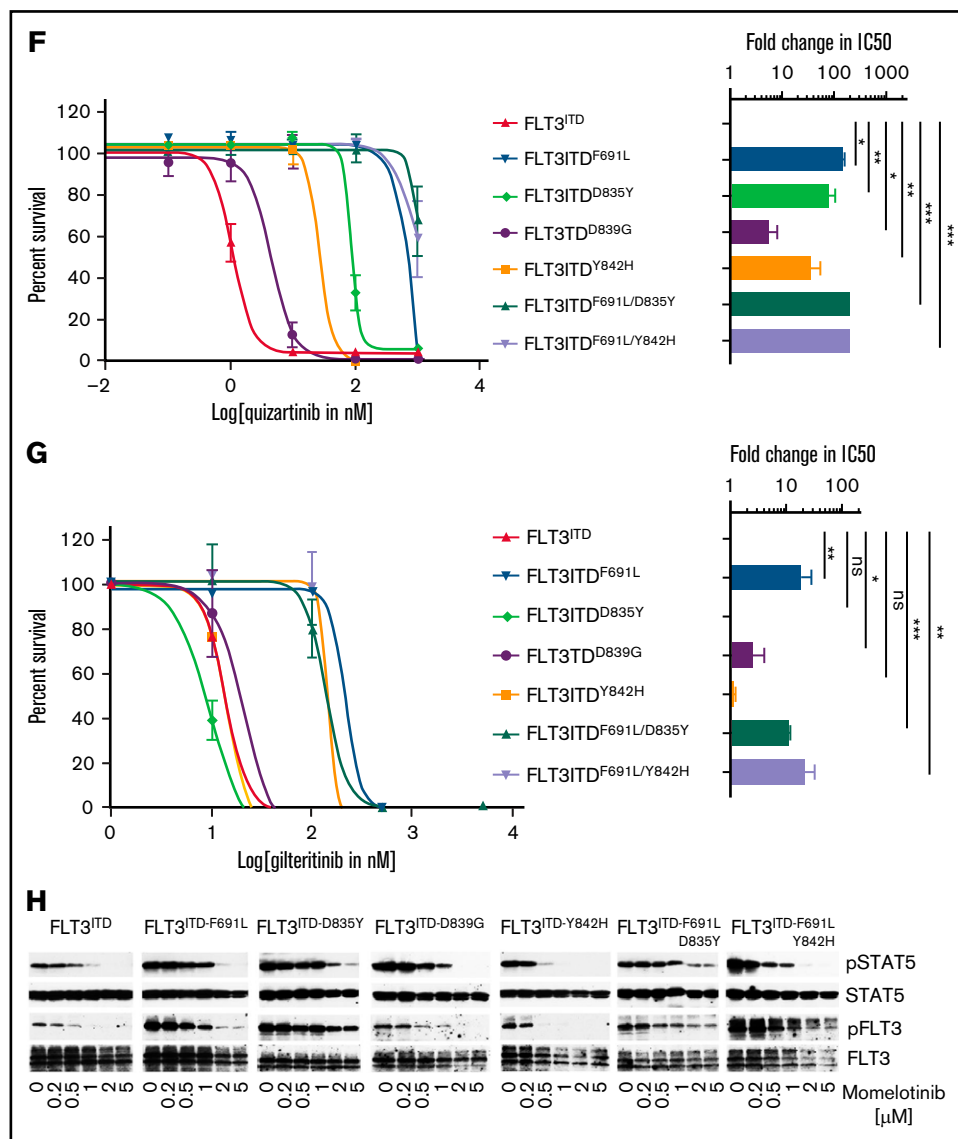 F
Fold change in IC50
1 10 100 1000
Percent survival
120
100
80
60
40
20
0
−2 0 2 4
Log[quizartinib in nM]
FLT3ITD
FLT3ITDF691L
FLT3ITDD835Y
FLT3TDD839G
FLT3ITDY842H
FLT3ITDF691L/D835Y
FLT3ITDF691L/Y842H
*
**
*
**
***
***
G
Fold change in IC50
1 10 100
Percent survival
120
100
80
60
40
20
0
0 1 2 3 4
Log[gilteritinib in nM]
FLT3ITD
FLT3ITDF691L
FLT3ITDD835Y
FLT3TDD839G
FLT3ITDY842H
FLT3ITDF691L/D835Y
FLT3ITDF691L/Y842H
**
ns
*
ns
***
**
H
FLT3ITD FLT3ITD-F691L FLT3ITD-D835Y FLT3ITD-D839G FLT3ITD-Y842H FLT3ITD-F691L FLT3ITD-F691L
D835Y Y842H
pSTAT5
STAT5
pFLT3
FLT3
0 0.2 0.5 1 2 5 0 0.2 0.5 1 2 5 0 0.2 0.5 1 2 5 0 0.2 0.5 1 2 5 0 0.2 0.5 1 2 5 0 0.2 0.5 1 2 5 0 0.2 0.5 1 2 5 Momelotinib
[µM]